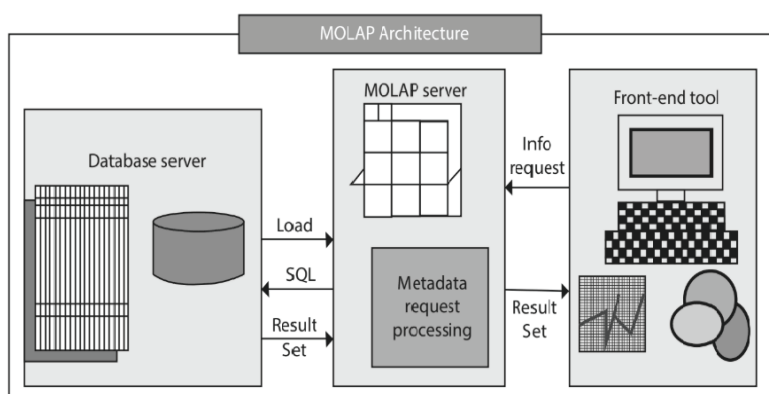 MOLAP Architecture
Database server
Load
SQL
Result
Set
MOLAP server
Metadata
request
processing
Info
request
Result
Set
Front-end tool